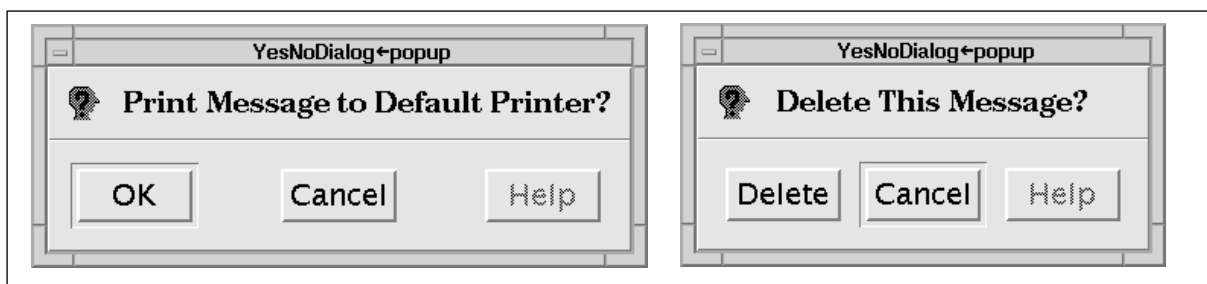 YesNoDialog←popup
Print Message to Default Printer?
OK Cancel Help
YesNoDialog←popup
Delete This Message?
Delete Cancel Help